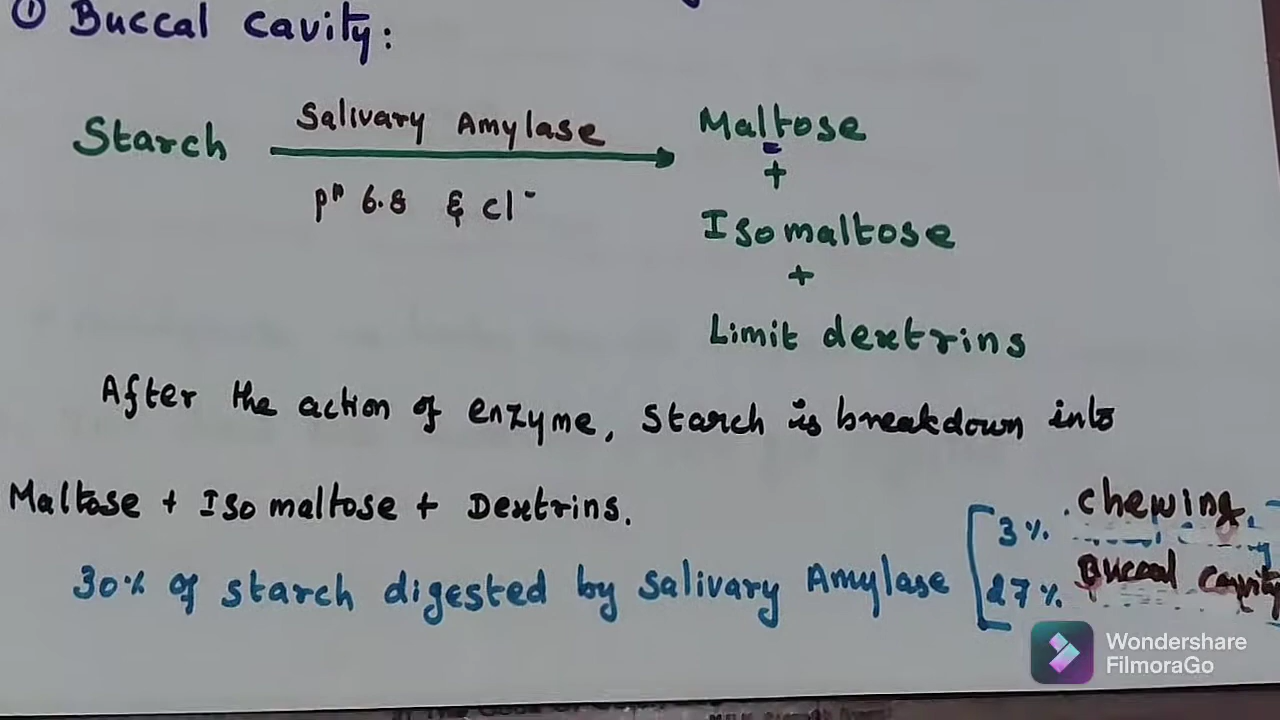 ① Buccal cavity:
Starch
Salivary Amylase
pH 6.8 & cl⁻
Maltose
+
Isomaltose
+
Limit dextrins
After the action of enzyme, Starch is breakdown into
Maltose + Iso maltose + Dextrins.
30% of starch digested by salivary Amylase
3% chewing.
27% Buccal cavity
Wondershare
FilmoraGo